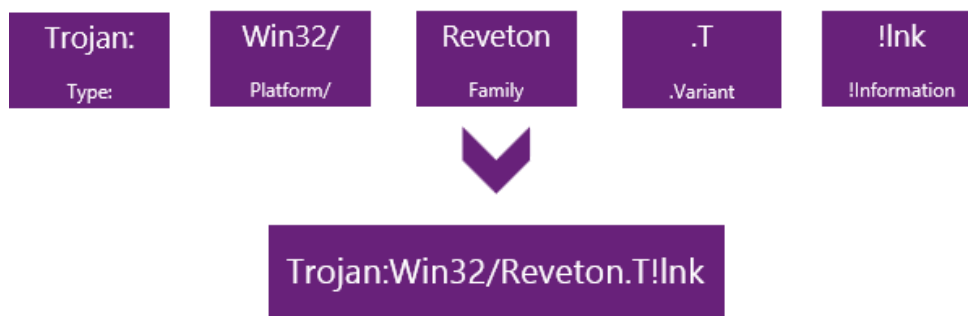 Trojan:
Type:
Win32/
Platform/
Reveton
Family
.T
.Variant
!lnk
!Information
Trojan:Win32/Reveton.T!lnk